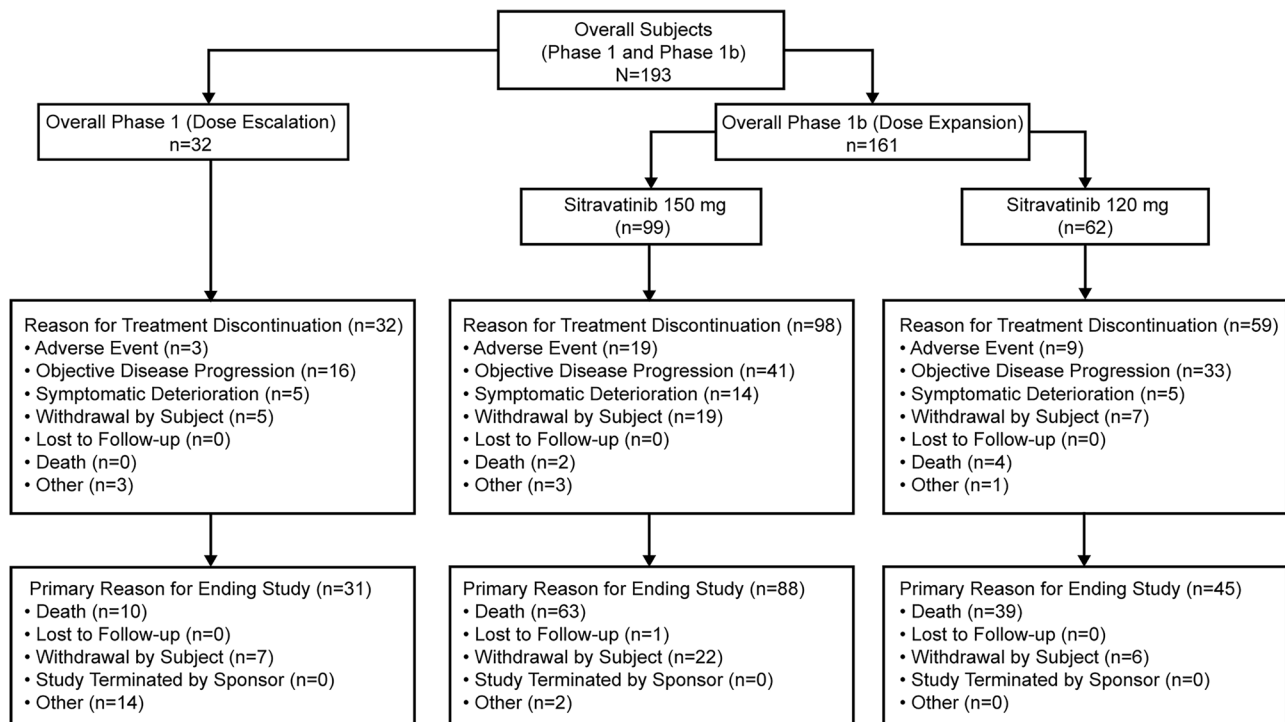 Overall Subjects
(Phase 1 and Phase 1b)
N=193
Overall Phase 1 (Dose Escalation)
n=32
Overall Phase 1b (Dose Expansion)
n=161
Sitravatinib 150 mg
(n=99)
Sitravatinib 120 mg
(n=62)
Reason for Treatment Discontinuation (n=32)
• Adverse Event (n=3)
• Objective Disease Progression (n=16)
• Symptomatic Deterioration (n=5)
• Withdrawal by Subject (n=5)
• Lost to Follow-up (n=0)
• Death (n=0)
• Other (n=3)
Reason for Treatment Discontinuation (n=98)
• Adverse Event (n=19)
• Objective Disease Progression (n=41)
• Symptomatic Deterioration (n=14)
• Withdrawal by Subject (n=19)
• Lost to Follow-up (n=0)
• Death (n=2)
• Other (n=3)
Reason for Treatment Discontinuation (n=59)
• Adverse Event (n=9)
• Objective Disease Progression (n=33)
• Symptomatic Deterioration (n=5)
• Withdrawal by Subject (n=7)
• Lost to Follow-up (n=0)
• Death (n=4)
• Other (n=1)
Primary Reason for Ending Study (n=31)
• Death (n=10)
• Lost to Follow-up (n=0)
• Withdrawal by Subject (n=7)
• Study Terminated by Sponsor (n=0)
• Other (n=14)
Primary Reason for Ending Study (n=88)
• Death (n=63)
• Lost to Follow-up (n=1)
• Withdrawal by Subject (n=22)
• Study Terminated by Sponsor (n=0)
• Other (n=2)
Primary Reason for Ending Study (n=45)
• Death (n=39)
• Lost to Follow-up (n=0)
• Withdrawal by Subject (n=6)
• Study Terminated by Sponsor (n=0)
• Other (n=0)